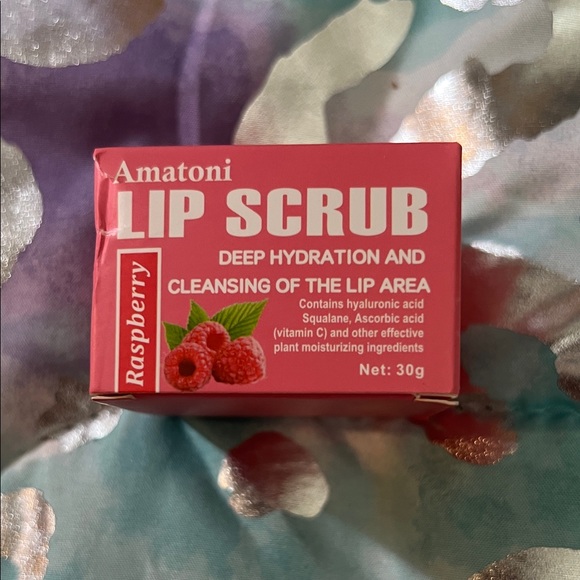 Amatoni
LIP SCRUB
DEEP HYDRATION AND
CLEANSING OF THE LIP AREA
Raspberry
Contains hyaluronic acid
Squalane, Ascorbic acid
(vitamin C) and other effective
plant moisturizing ingredients
Net: 30g